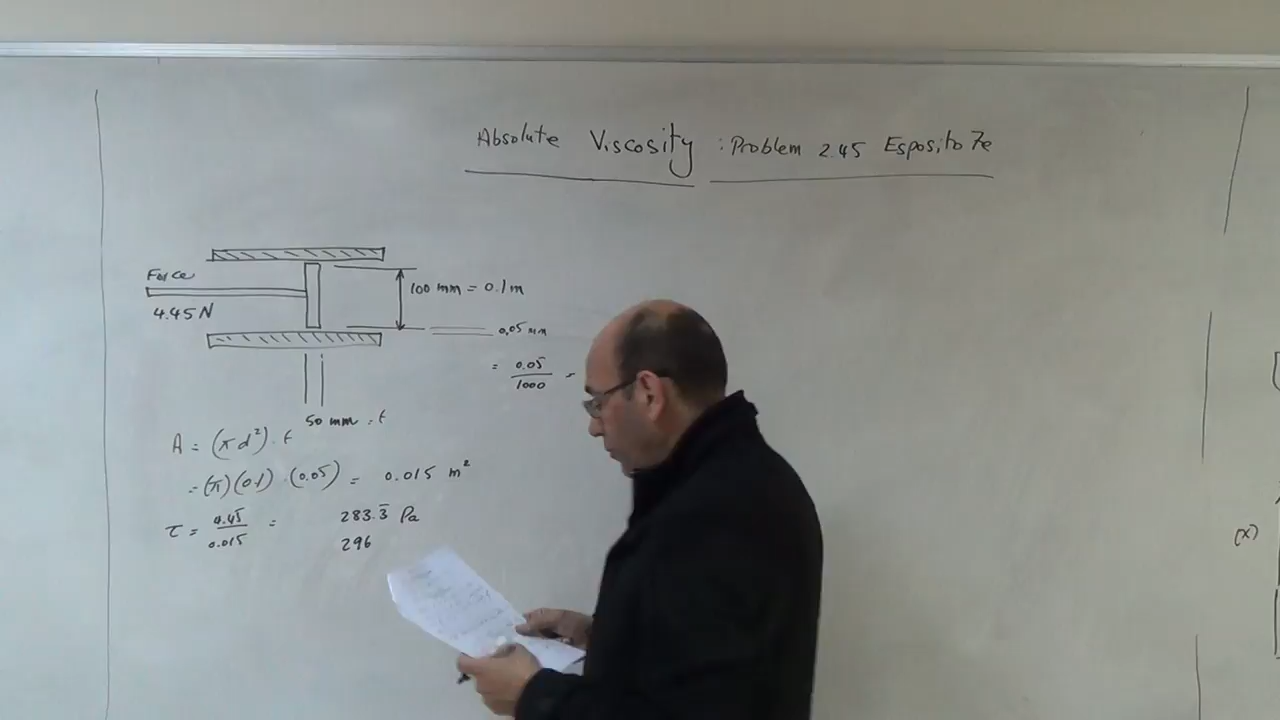 Absolute Viscosity : Problem 2.45 Esposito 7e
Force
4.45 N
100 mm = 0.1 m
0.05 mm
= 0.05 / 1000 =
50 mm = t
A = (π d²) · t
= (π)(0.1) · (0.05) = 0.015 m²
τ = 4.45 / 0.015 = 283.3̄ Pa
296
(x)